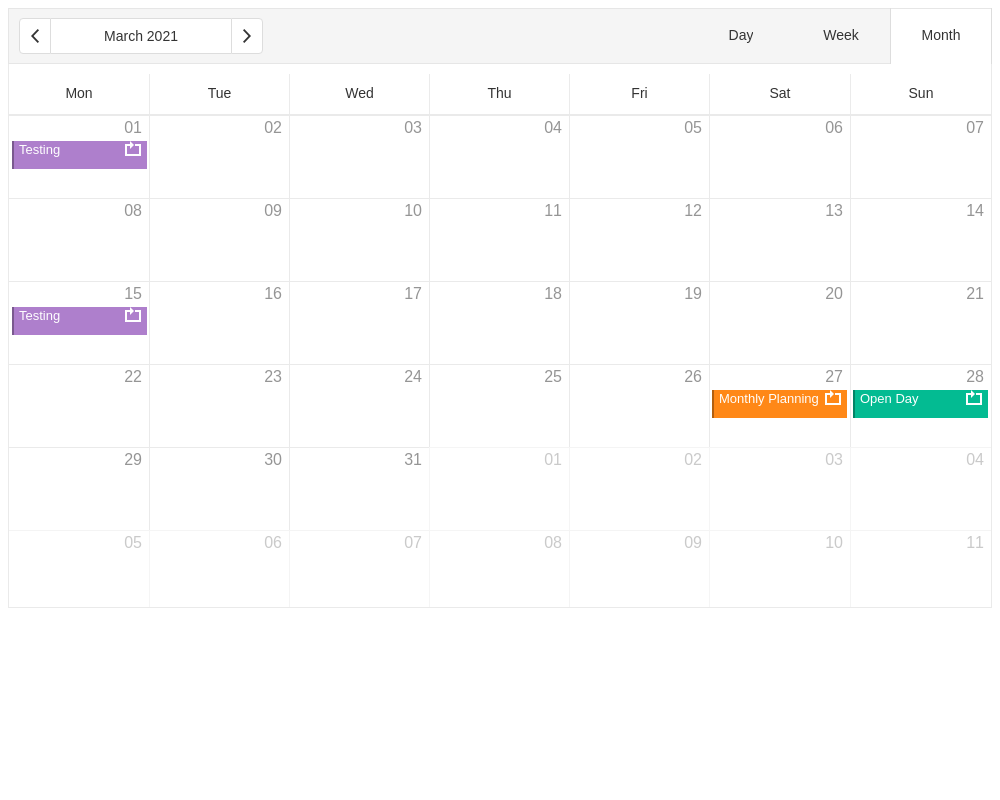 March 2021 Day Week Month
Mon Tue Wed Thu Fri Sat Sun
01 02 03 04 05 06 07
Testing
08 09 10 11 12 13 14
15 16 17 18 19 20 21
Testing
22 23 24 25 26 27 28
Monthly Planning Open Day
29 30 31 01 02 03 04
05 06 07 08 09 10 11